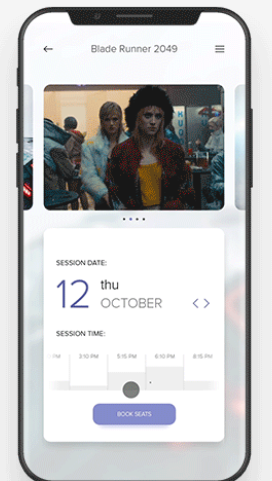 Blade Runner 2049
SESSION DATE:
12 thu
OCTOBER
SESSION TIME:
PM 3:10 PM 5:15 PM 6:10 PM 8:15 PM
BOOK SEATS